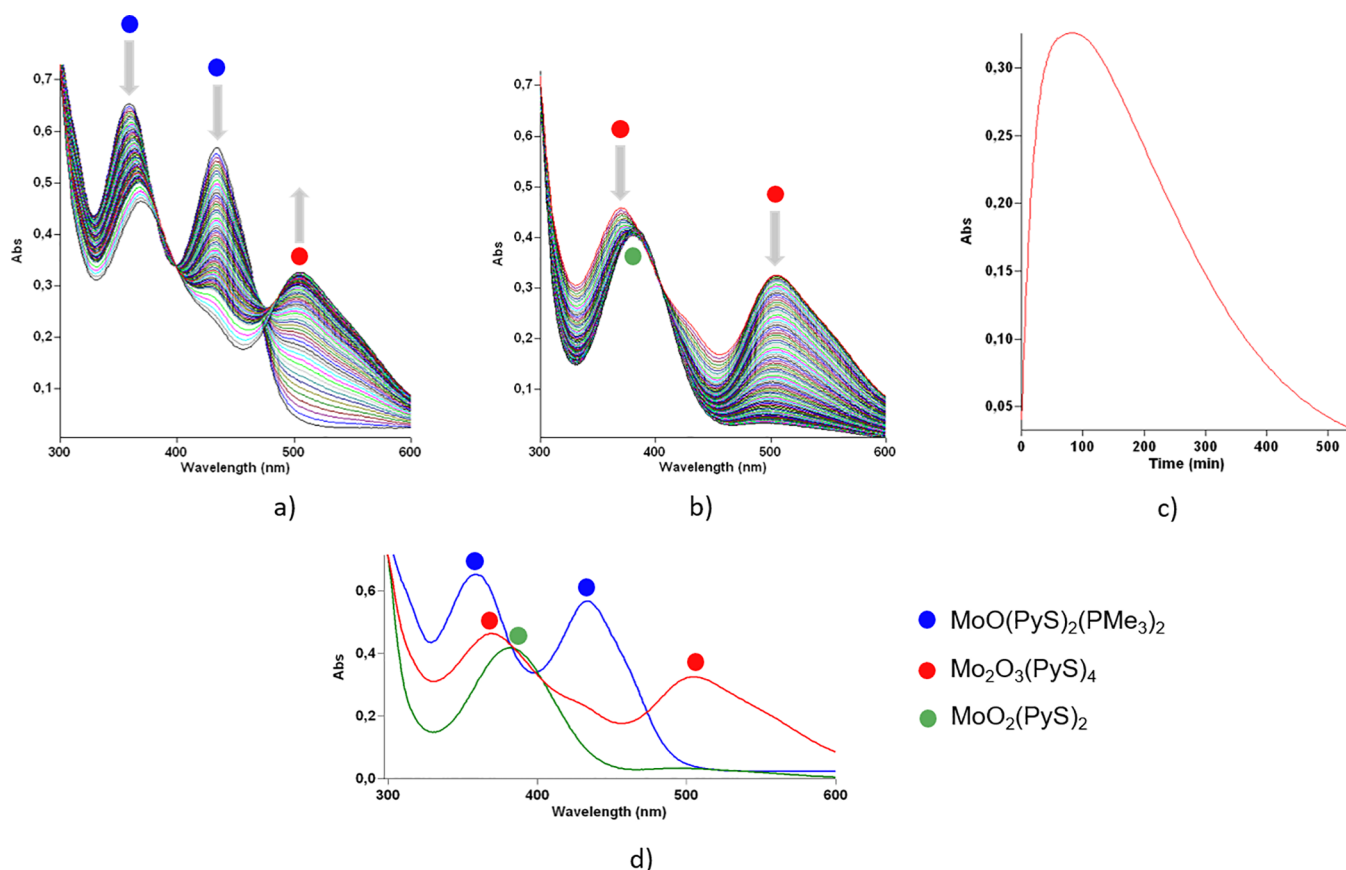 0,7
0,6
0,5
0,4
0,3
0,2
0,1
Abs
300
400
500
600
Wavelength (nm)
a)
0,7
0,6
0,5
0,4
0,3
0,2
0,1
Abs
300
400
500
600
Wavelength (nm)
b)
0,30
0,25
0,20
0,15
0,10
0,05
Abs
0
100
200
300
400
500
Time (min)
c)
0,6
0,4
0,2
0,0
Abs
300
400
500
600
Wavelength (nm)
d)
MoO(PyS)₂(PMe₃)₂
Mo₂O₃(PyS)₄
MoO₂(PyS)₂